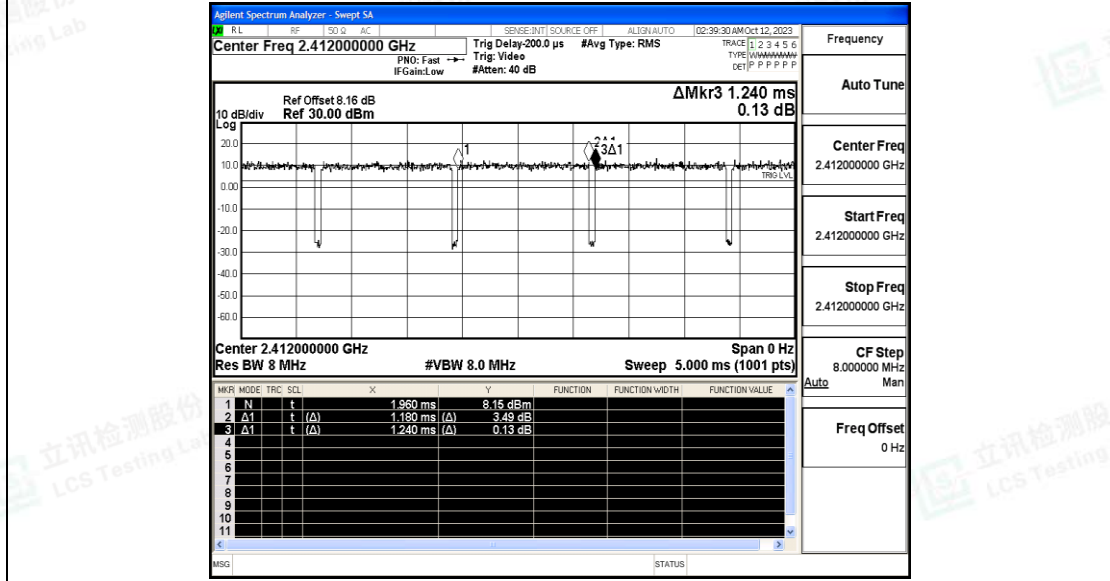 Agilent Spectrum Analyzer - Swept SA
RL RF 50 Ω AC SENSE:INT SOURCE OFF ALIGN AUTO 02:39:30 AM Oct 12, 2023
Center Freq 2.412000000 GHz
PNO: Fast
IFGain:Low
Trig Delay-200.0 µs
Trig: Video
#Atten: 40 dB
#Avg Type: RMS
TRACE 1 2 3 4 5 6
TYPE
DET P P P P P P
Frequency
ΔMkr3 1.240 ms
0.13 dB
Ref Offset 8.16 dB
10 dB/div Ref 30.00 dBm
Log
20.0
10.0
0.00
-10.0
-20.0
-30.0
-40.0
-50.0
-60.0
1
3Δ1
TRIG LVL
Center 2.412000000 GHz Span 0 Hz
Res BW 8 MHz #VBW 8.0 MHz Sweep 5.000 ms (1001 pts)
MKR MODE TRC SCL X Y FUNCTION FUNCTION WIDTH FUNCTION VALUE
1 N t 1.960 ms 8.15 dBm
2 Δ1 t (Δ) 1.180 ms (Δ) 3.49 dB
3 Δ1 t (Δ) 1.240 ms (Δ) 0.13 dB
4
5
6
7
8
9
10
11
MSG STATUS
Auto Tune
Center Freq
2.412000000 GHz
Start Freq
2.412000000 GHz
Stop Freq
2.412000000 GHz
CF Step
8.000000 MHz
Auto Man
Freq Offset
0 Hz
立讯检测股份
LCS Testing Lab
立讯检测股
LCS Testing